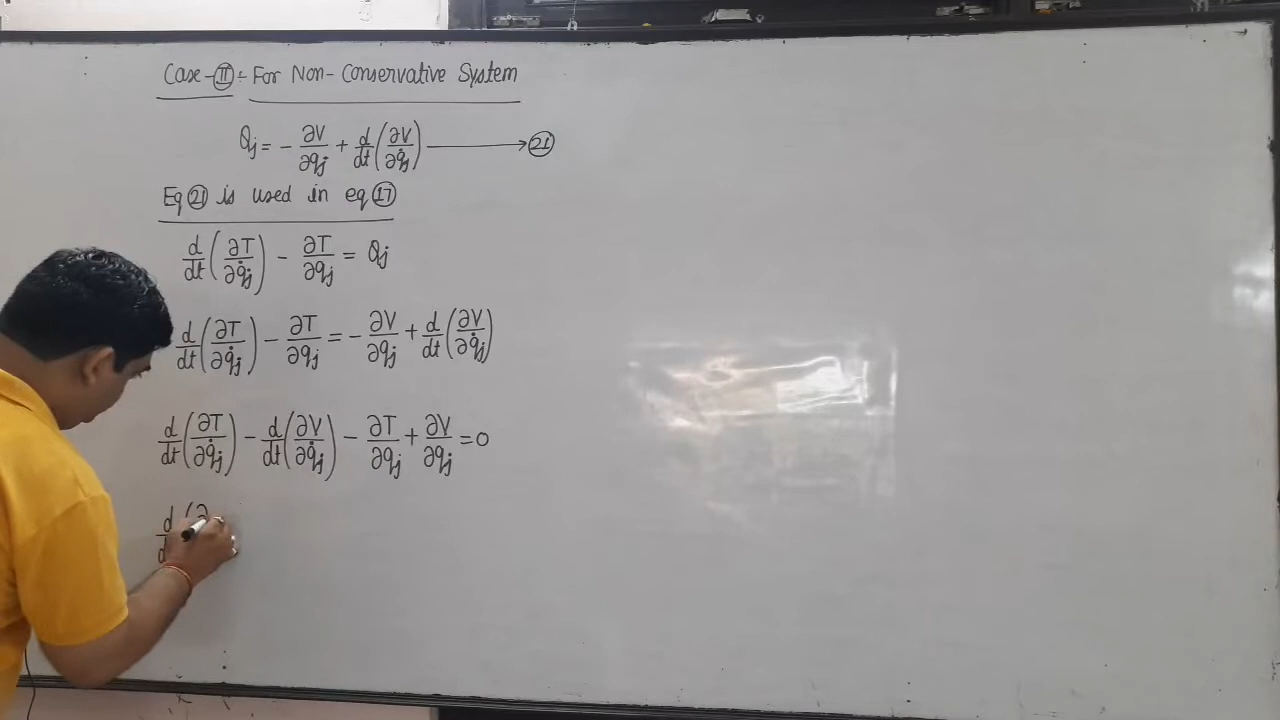 Case-II :- For Non-Conservative System
Qj = - ∂V/∂qj + d/dt(∂V/∂q̇j) ⟶ 21
Eq 21 is used in eq 17
d/dt(∂T/∂q̇j) - ∂T/∂qj = Qj
d/dt(∂T/∂q̇j) - ∂T/∂qj = - ∂V/∂qj + d/dt(∂V/∂q̇j)
d/dt(∂T/∂q̇j) - d/dt(∂V/∂q̇j) - ∂T/∂qj + ∂V/∂qj = 0
d/d (∂